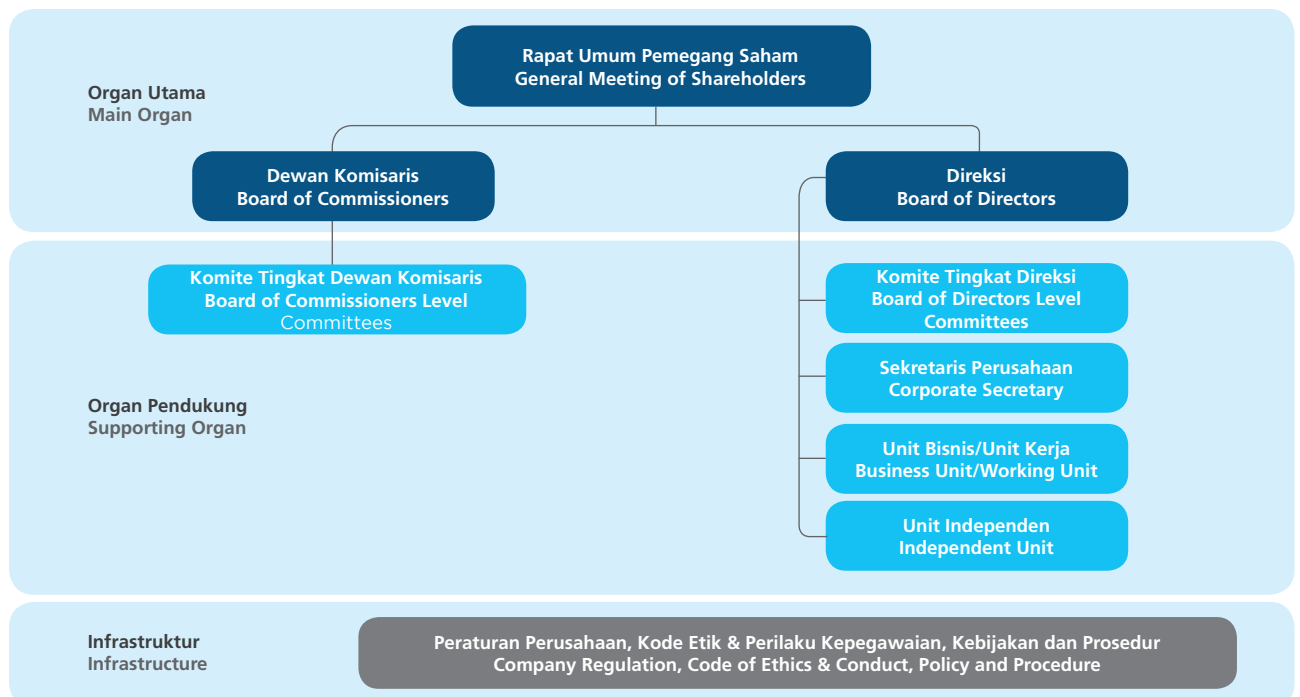 Rapat Umum Pemegang Saham
General Meeting of Shareholders
Organ Utama
Main Organ
Dewan Komisaris
Board of Commissioners
Direksi
Board of Directors
Komite Tingkat Dewan Komisaris
Board of Commissioners Level
Committees
Komite Tingkat Direksi
Board of Directors Level
Committees
Sekretaris Perusahaan
Corporate Secretary
Organ Pendukung
Supporting Organ
Unit Bisnis/Unit Kerja
Business Unit/Working Unit
Unit Independen
Independent Unit
Infrastruktur
Infrastructure
Peraturan Perusahaan, Kode Etik & Perilaku Kepegawaian, Kebijakan dan Prosedur
Company Regulation, Code of Ethics & Conduct, Policy and Procedure